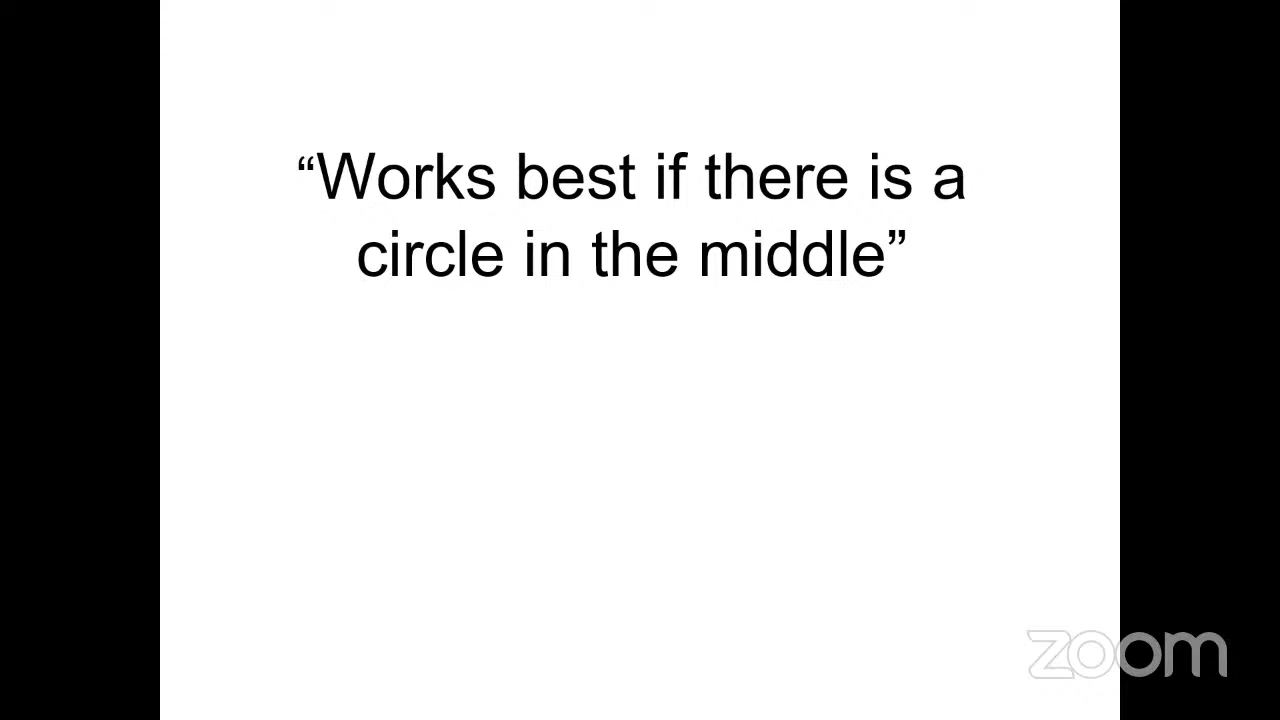 “Works best if there is a
circle in the middle”
zoom